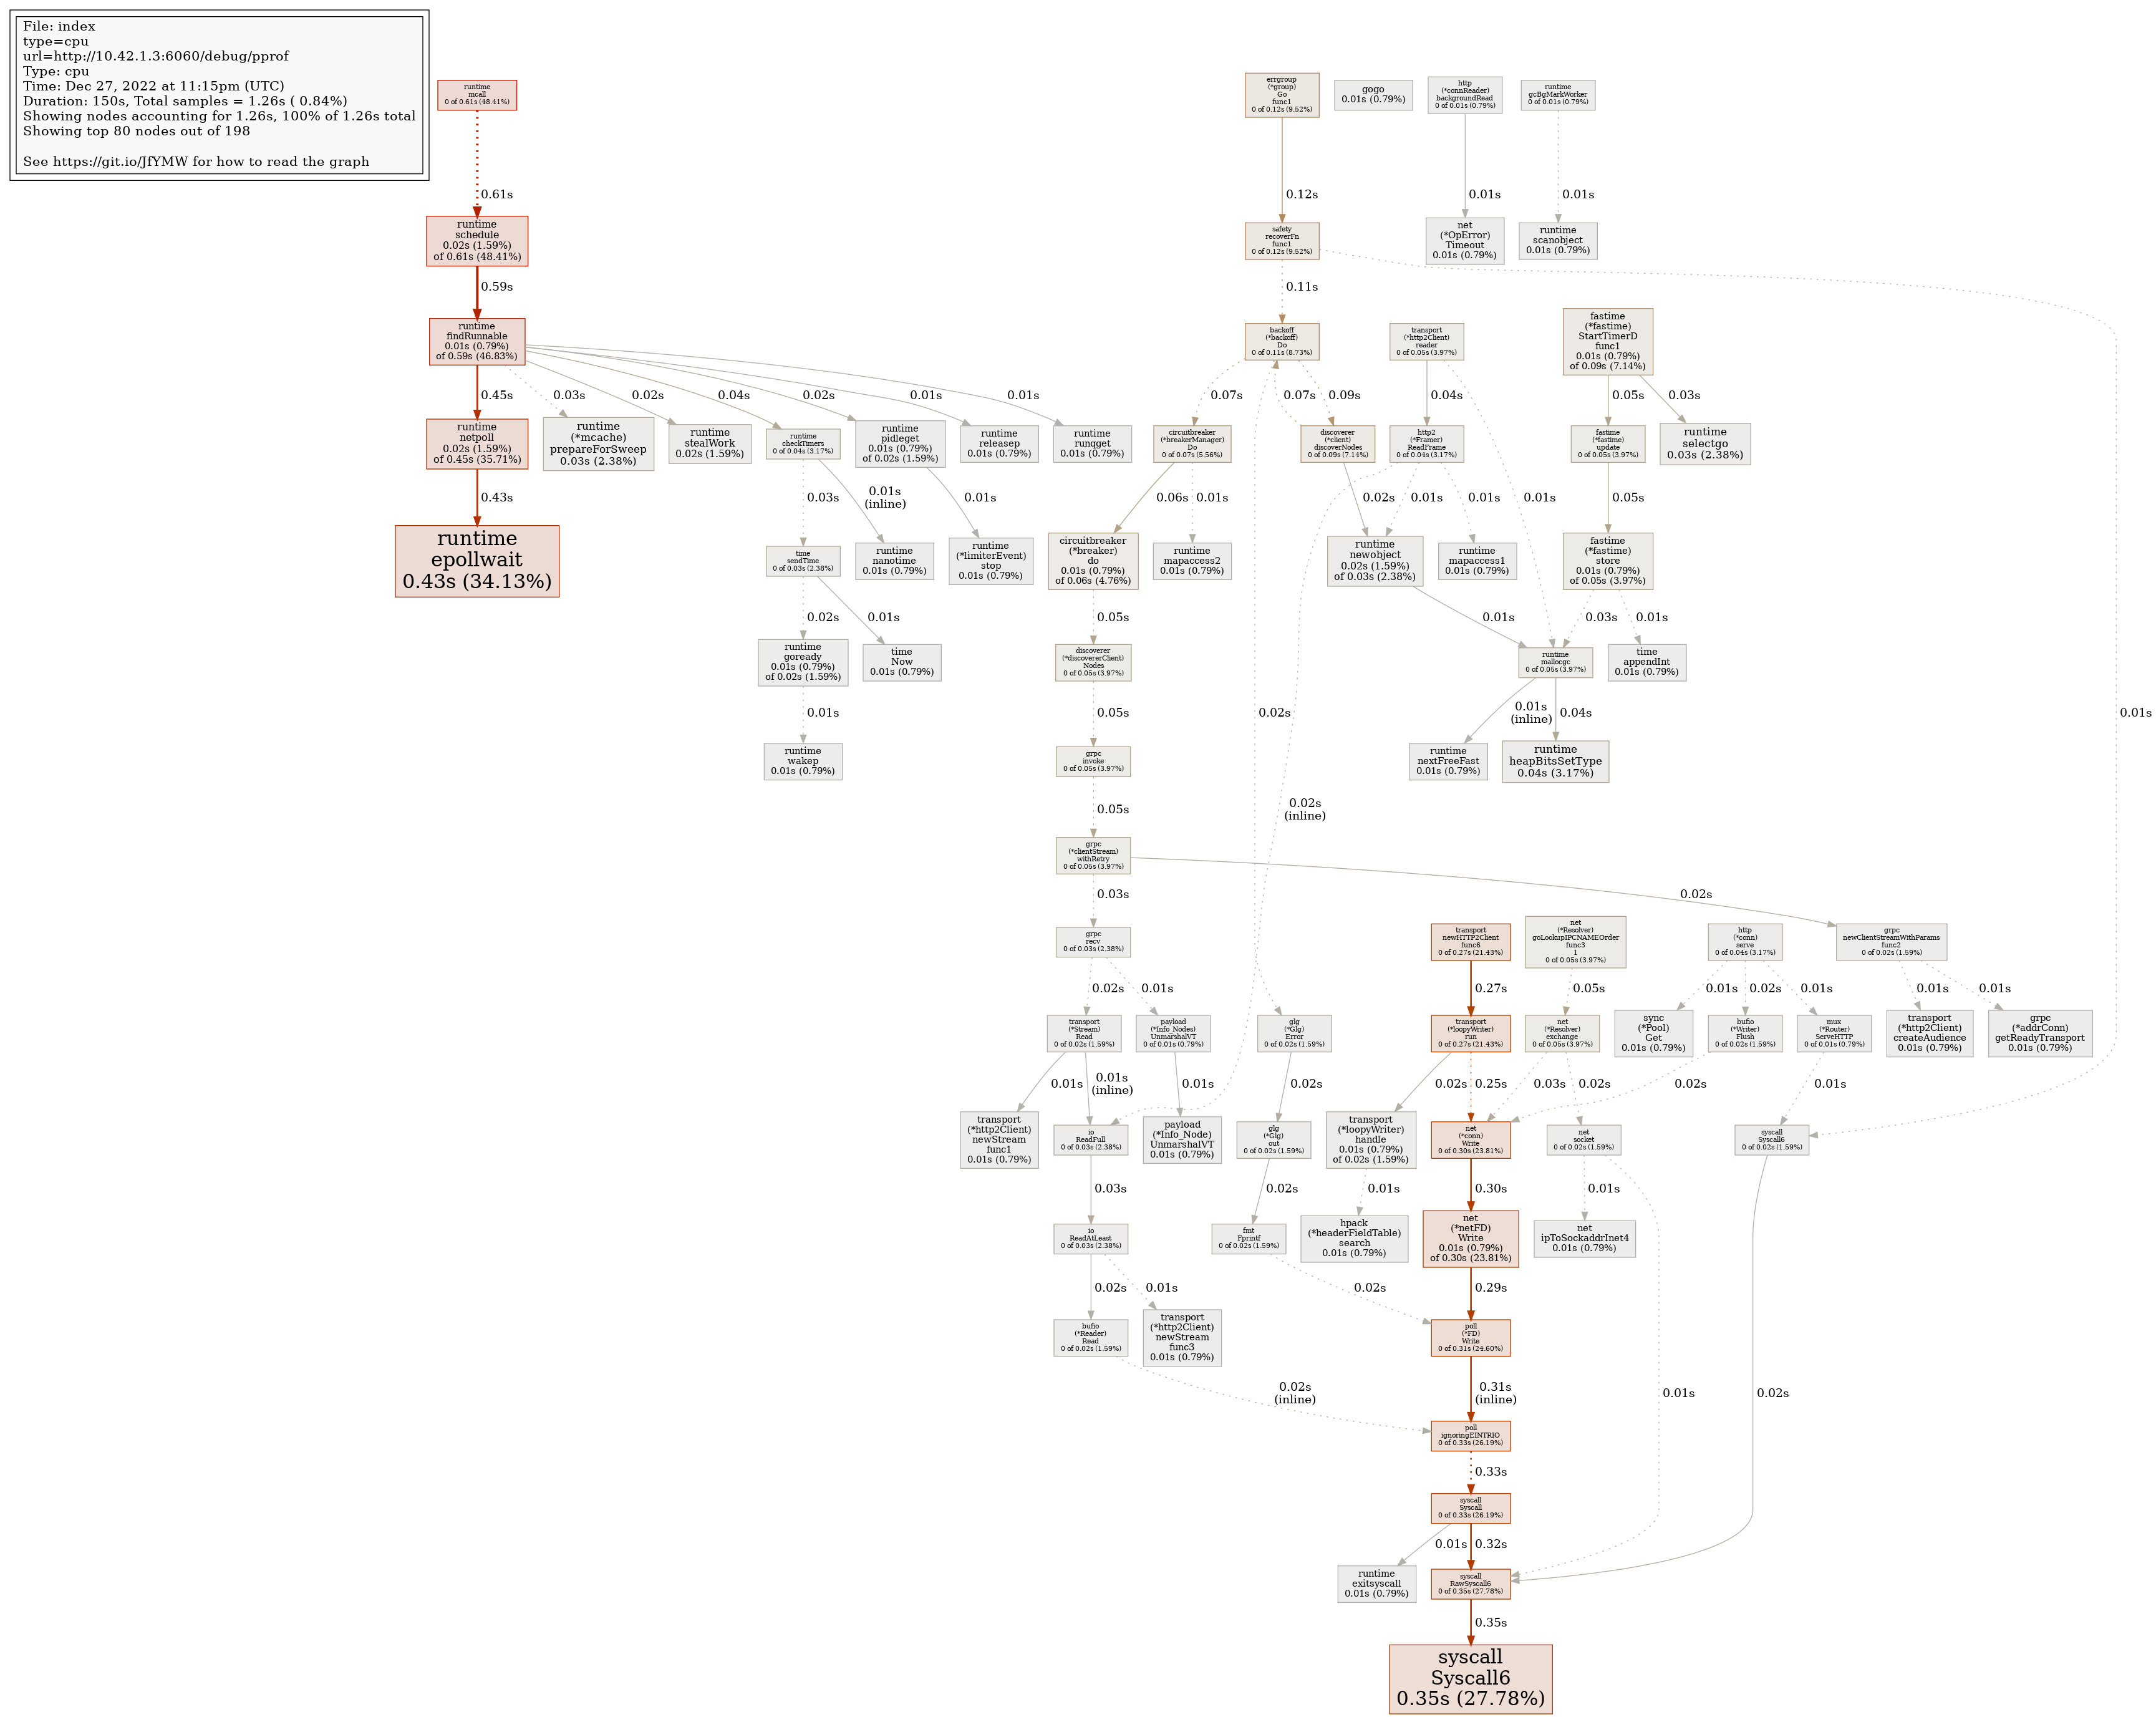 File: index
type=cpu
url=http://10.42.1.3:6060/debug/pprof
Type: cpu
Time: Dec 27, 2022 at 11:15pm (UTC)
Duration: 150s, Total samples = 1.26s ( 0.84%)
Showing nodes accounting for 1.26s, 100% of 1.26s total
Showing top 80 nodes out of 198
See https://git.io/JfYMW for how to read the graph
runtime
mcall
0 of 0.61s (48.41%)
errgroup
(*group)
Go
func1
0 of 0.12s (9.52%)
gogo
0.01s (0.79%)
http
(*connReader)
backgroundRead
0 of 0.01s (0.79%)
runtime
gcBgMarkWorker
0 of 0.01s (0.79%)
0.61s
0.12s
0.01s
0.01s
runtime
schedule
0.02s (1.59%)
of 0.61s (48.41%)
safety
recoverFn
func1
0 of 0.12s (9.52%)
net
(*OpError)
Timeout
0.01s (0.79%)
runtime
scanobject
0.01s (0.79%)
0.59s
0.11s
runtime
findRunnable
0.01s (0.79%)
of 0.59s (46.83%)
backoff
(*backoff)
Do
0 of 0.11s (8.73%)
transport
(*http2Client)
reader
0 of 0.05s (3.97%)
fastime
(*fastime)
StartTimerD
func1
0.01s (0.79%)
of 0.09s (7.14%)
0.45s
0.03s
0.02s
0.04s
0.02s
0.01s
0.01s
0.07s
0.07s
0.09s
0.04s
0.05s
0.03s
runtime
netpoll
0.02s (1.59%)
of 0.45s (35.71%)
runtime
(*mcache)
prepareForSweep
0.03s (2.38%)
runtime
stealWork
0.02s (1.59%)
runtime
checkTimers
0 of 0.04s (3.17%)
runtime
pidleget
0.01s (0.79%)
of 0.02s (1.59%)
runtime
releasep
0.01s (0.79%)
runtime
runqget
0.01s (0.79%)
circuitbreaker
(*breakerManager)
Do
0 of 0.07s (5.56%)
discoverer
(*client)
discoverNodes
0 of 0.09s (7.14%)
http2
(*Framer)
ReadFrame
0 of 0.04s (3.17%)
fastime
(*fastime)
update
0 of 0.05s (3.97%)
runtime
selectgo
0.03s (2.38%)
0.43s
0.03s
0.01s
(inline)
0.01s
0.06s
0.01s
0.02s
0.01s
0.01s
0.01s
0.05s
runtime
epollwait
0.43s (34.13%)
time
sendTime
0 of 0.03s (2.38%)
runtime
nanotime
0.01s (0.79%)
runtime
(*limiterEvent)
stop
0.01s (0.79%)
circuitbreaker
(*breaker)
do
0.01s (0.79%)
of 0.06s (4.76%)
runtime
mapaccess2
0.01s (0.79%)
runtime
newobject
0.02s (1.59%)
of 0.03s (2.38%)
runtime
mapaccess1
0.01s (0.79%)
fastime
(*fastime)
store
0.01s (0.79%)
of 0.05s (3.97%)
0.02s
0.01s
0.05s
0.01s
0.03s
0.01s
runtime
goready
0.01s (0.79%)
of 0.02s (1.59%)
time
Now
0.01s (0.79%)
discoverer
(*discovererClient)
Nodes
0 of 0.05s (3.97%)
runtime
mallocgc
0 of 0.05s (3.97%)
time
appendInt
0.01s (0.79%)
0.01s
0.05s
0.02s
0.01s
(inline)
0.04s
0.01s
runtime
wakep
0.01s (0.79%)
grpc
invoke
0 of 0.05s (3.97%)
runtime
nextFreeFast
0.01s (0.79%)
runtime
heapBitsSetType
0.04s (3.17%)
0.05s
0.02s
(inline)
grpc
(*clientStream)
withRetry
0 of 0.05s (3.97%)
0.03s
0.02s
grpc
recv
0 of 0.03s (2.38%)
transport
newHTTP2Client
func6
0 of 0.27s (21.43%)
net
(*Resolver)
goLookupIPCNAMEOrder
func3
1
0 of 0.05s (3.97%)
http
(*conn)
serve
0 of 0.04s (3.17%)
grpc
newClientStreamWithParams
func2
0 of 0.02s (1.59%)
0.02s
0.01s
0.27s
0.05s
0.01s
0.02s
0.01s
0.01s
0.01s
transport
(*Stream)
Read
0 of 0.02s (1.59%)
payload
(*Info_Nodes)
UnmarshalVT
0 of 0.01s (0.79%)
glg
(*Glg)
Error
0 of 0.02s (1.59%)
transport
(*loopyWriter)
run
0 of 0.27s (21.43%)
net
(*Resolver)
exchange
0 of 0.05s (3.97%)
sync
(*Pool)
Get
0.01s (0.79%)
bufio
(*Writer)
Flush
0 of 0.02s (1.59%)
mux
(*Router)
ServeHTTP
0 of 0.01s (0.79%)
transport
(*http2Client)
createAudience
0.01s (0.79%)
grpc
(*addrConn)
getReadyTransport
0.01s (0.79%)
0.01s
0.01s
(inline)
0.01s
0.02s
0.02s
0.25s
0.03s
0.02s
0.02s
0.01s
transport
(*http2Client)
newStream
func1
0.01s (0.79%)
io
ReadFull
0 of 0.03s (2.38%)
payload
(*Info_Node)
UnmarshalVT
0.01s (0.79%)
glg
(*Glg)
out
0 of 0.02s (1.59%)
transport
(*loopyWriter)
handle
0.01s (0.79%)
of 0.02s (1.59%)
net
(*conn)
Write
0 of 0.30s (23.81%)
net
socket
0 of 0.02s (1.59%)
syscall
Syscall6
0 of 0.02s (1.59%)
0.03s
0.02s
0.01s
0.30s
0.01s
io
ReadAtLeast
0 of 0.03s (2.38%)
fmt
Fprintf
0 of 0.02s (1.59%)
hpack
(*headerFieldTable)
search
0.01s (0.79%)
net
(*netFD)
Write
0.01s (0.79%)
of 0.30s (23.81%)
net
ipToSockaddrInet4
0.01s (0.79%)
0.02s
0.01s
0.02s
0.29s
bufio
(*Reader)
Read
0 of 0.02s (1.59%)
transport
(*http2Client)
newStream
func3
0.01s (0.79%)
poll
(*FD)
Write
0 of 0.31s (24.60%)
0.02s
(inline)
0.31s
(inline)
0.01s
0.02s
poll
ignoringEINTRIO
0 of 0.33s (26.19%)
0.33s
syscall
Syscall
0 of 0.33s (26.19%)
0.01s
0.32s
runtime
exitsyscall
0.01s (0.79%)
syscall
RawSyscall6
0 of 0.35s (27.78%)
0.35s
syscall
Syscall6
0.35s (27.78%)